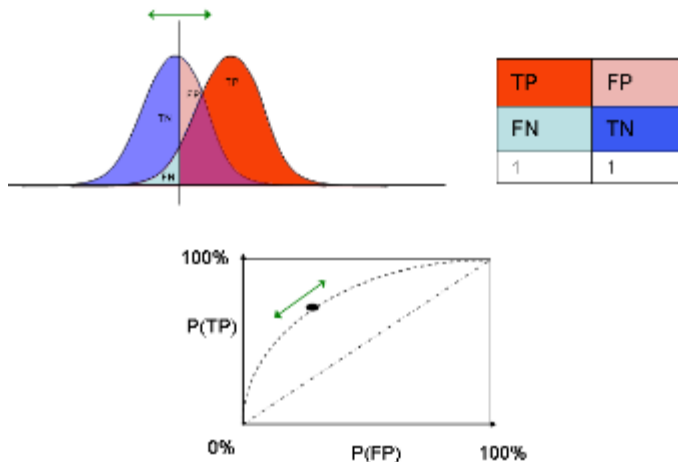 TP
FP
TN
FN
TP FP
FN TN
1 1
100%
P(TP)
0%
P(FP)
100%